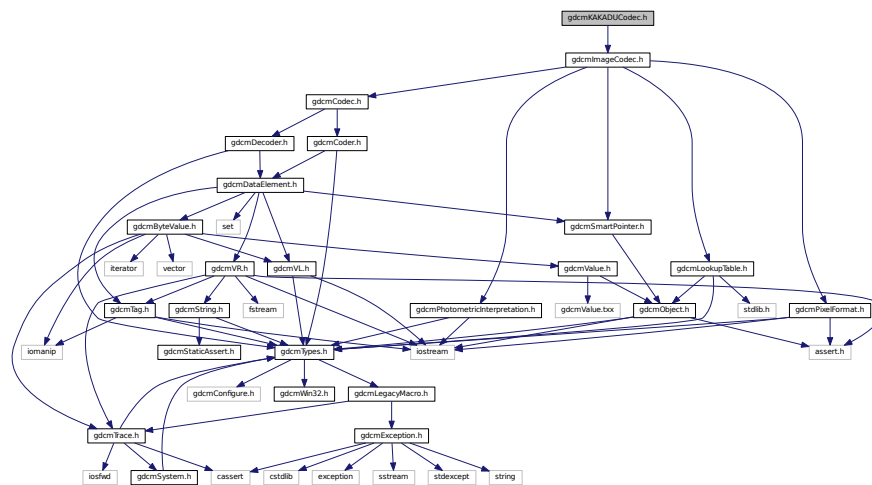 gdcmKAKADUCodec.h
gdcmImageCodec.h
gdcmCodec.h
gdcmDecoder.h
gdcmCoder.h
gdcmDataElement.h
gdcmByteValue.h
set
gdcmSmartPointer.h
iterator
vector
gdcmVR.h
gdcmVL.h
gdcmValue.h
gdcmLookupTable.h
gdcmTag.h
gdcmString.h
fstream
gdcmPhotometricInterpretation.h
gdcmValue.txx
gdcmObject.h
stdlib.h
gdcmPixelFormat.h
iomanip
gdcmStaticAssert.h
gdcmTypes.h
iostream
assert.h
gdcmConfigure.h
gdcmWin32.h
gdcmLegacyMacro.h
gdcmTrace.h
gdcmException.h
iosfwd
gdcmSystem.h
cassert
cstdlib
exception
sstream
stdexcept
string